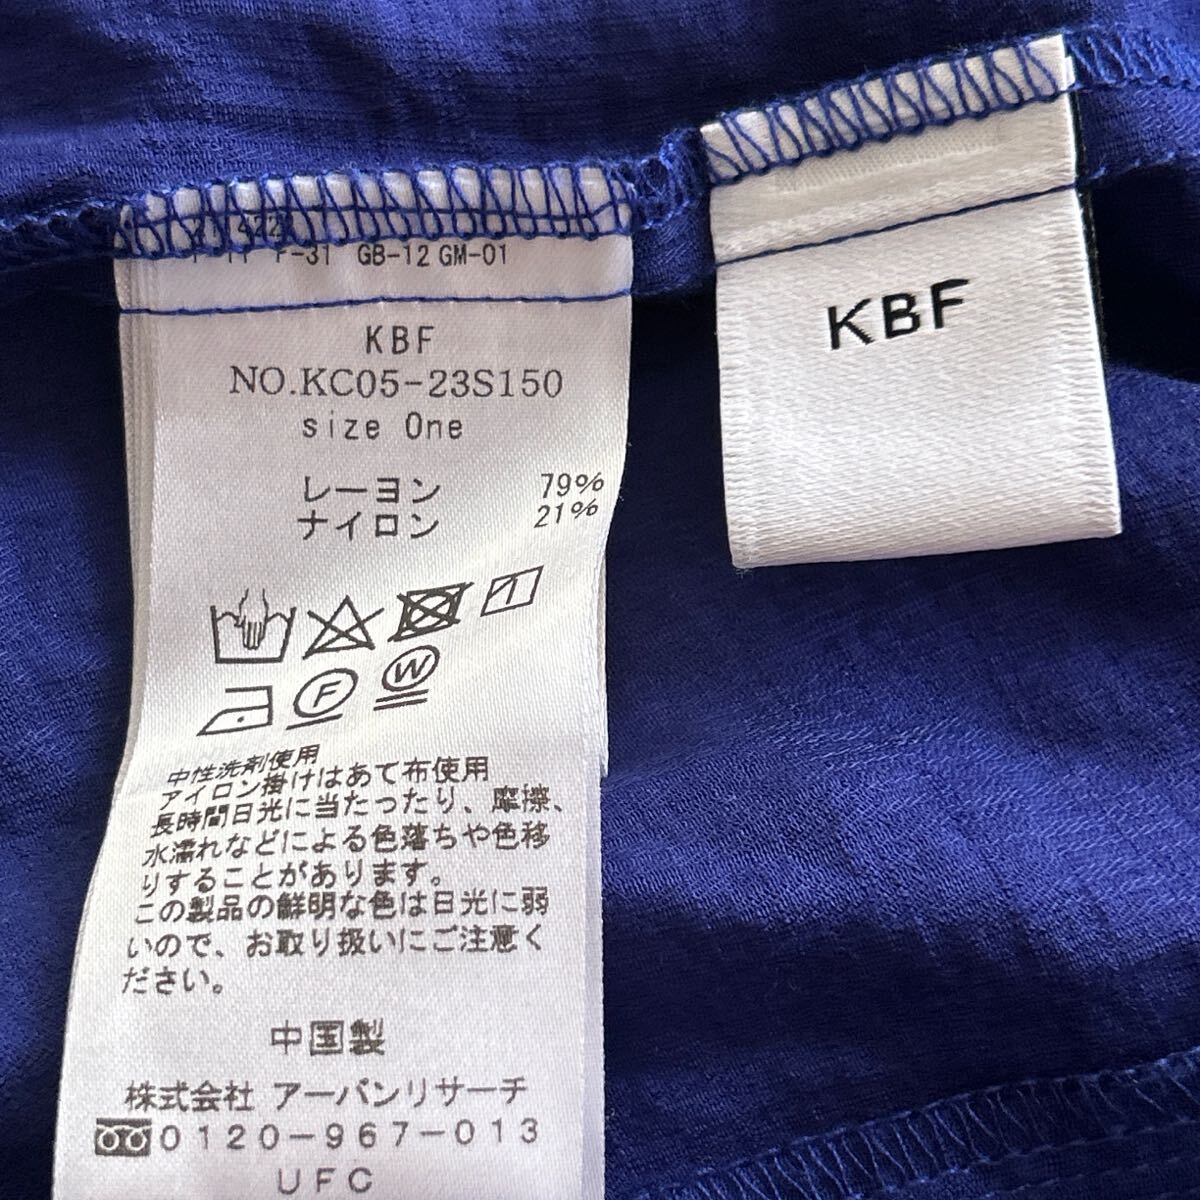 F-31 GB-12 GM-01
KBF
NO.KC05-23S150
size One
レーヨン 79%
ナイロン 21%
F
W
中性洗剤使用
アイロン掛けはあて布使用
長時間日光に当たったり、摩擦、
水濡れなどによる色落ちや色移
りすることがあります。
この製品の鮮明な色は日光に弱
いので、お取り扱いにご注意く
ださい。
中国製
株式会社 アーバンリサーチ
0120-967-013
UFC
KBF